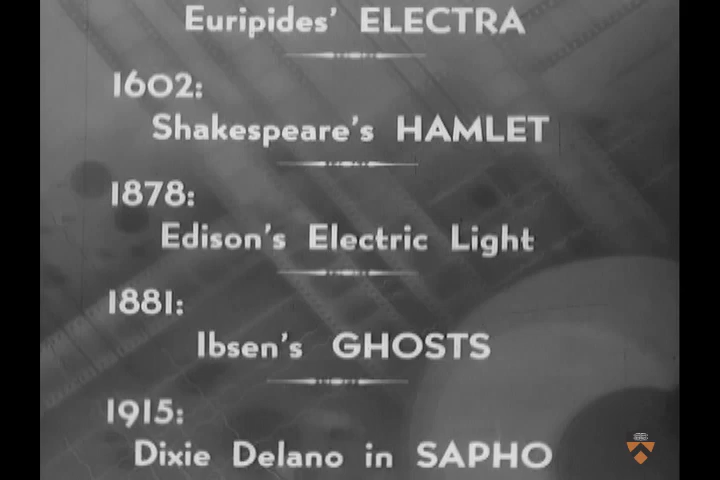 Euripides' ELECTRA
1602:
Shakespeare's HAMLET
1878:
Edison's Electric Light
1881:
Ibsen's GHOSTS
1915:
Dixie Delano in SAPHO